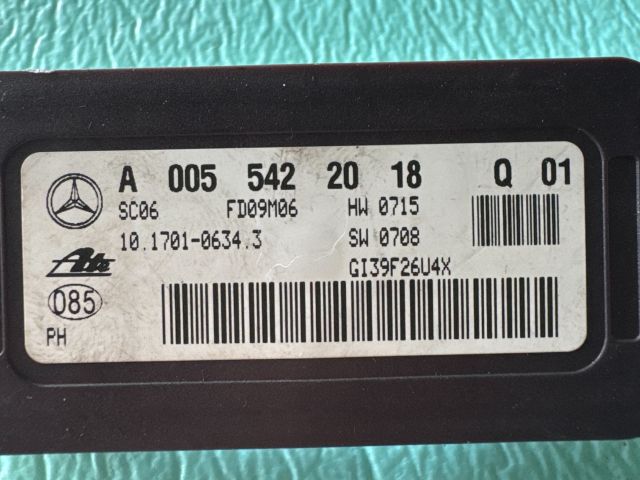 A 005 542 20 18 Q 01
SC06 FD09M06 HW 0715
10.1701-0634.3 SW 0708
Ate GI39F26U4X
085
PH